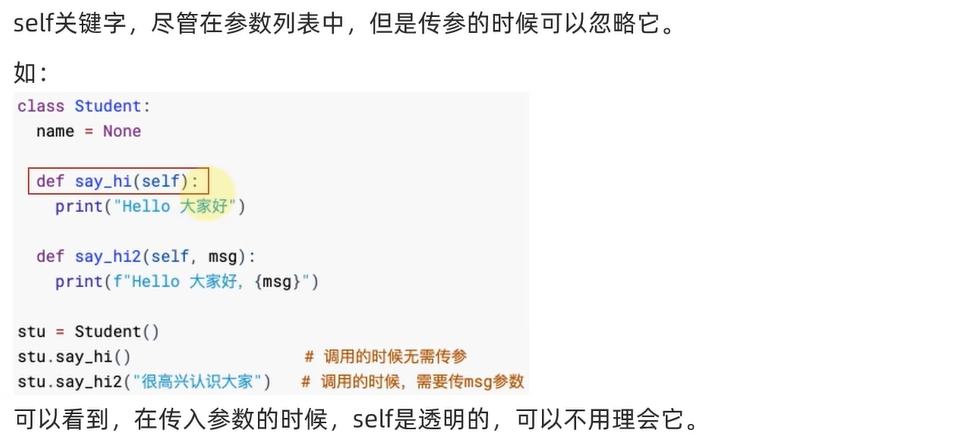 self关键字，尽管在参数列表中，但是传参的时候可以忽略它。
如：
class Student:
  name = None
  def say_hi(self):
    print("Hello 大家好")
  def say_hi2(self, msg):
    print(f"Hello 大家好，{msg}")
stu = Student()
stu.say_hi() # 调用的时候无需传参
stu.say_hi2("很高兴认识大家") # 调用的时候，需要传msg参数
可以看到，在传入参数的时候，self是透明的，可以不用理会它。